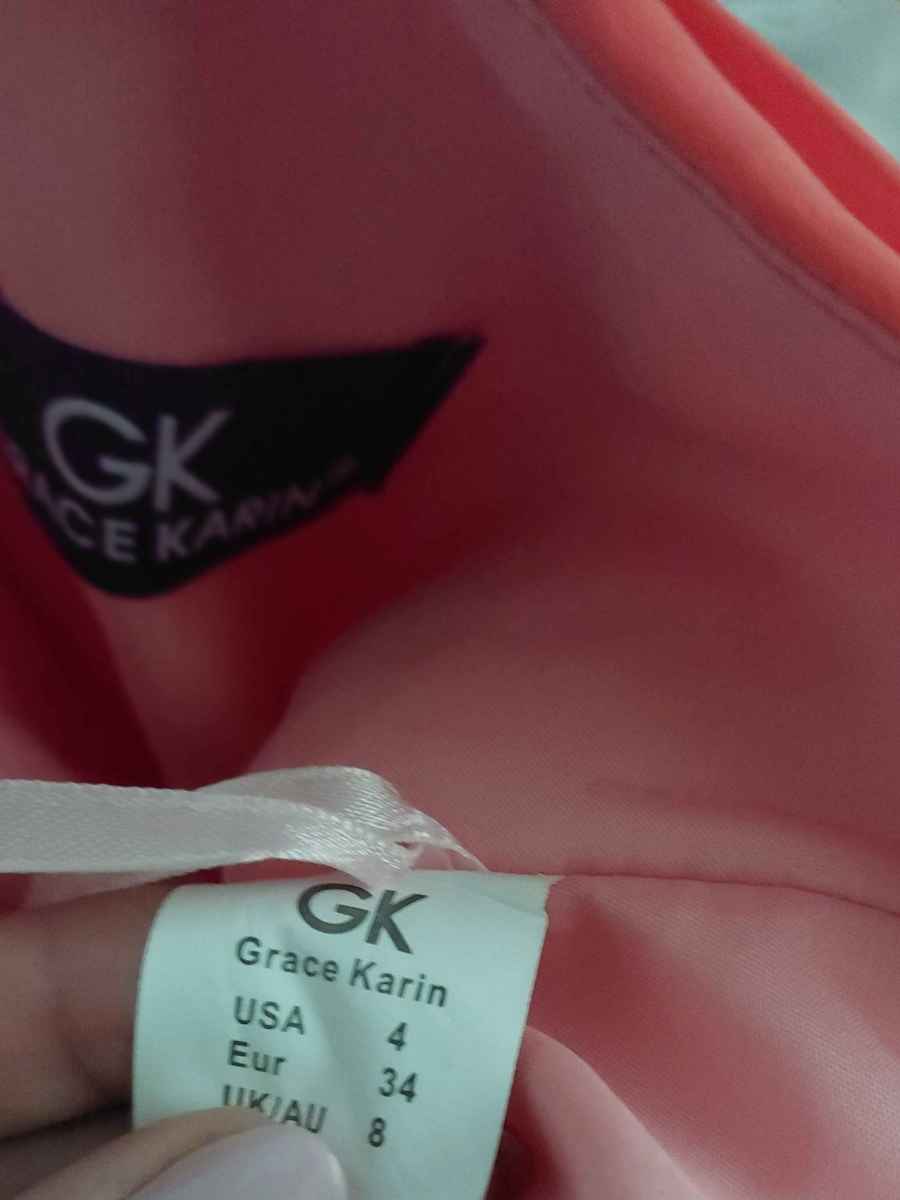 GK
GRACE KARIN
GK
Grace Karin
USA 4
Eur 34
UK/AU 8